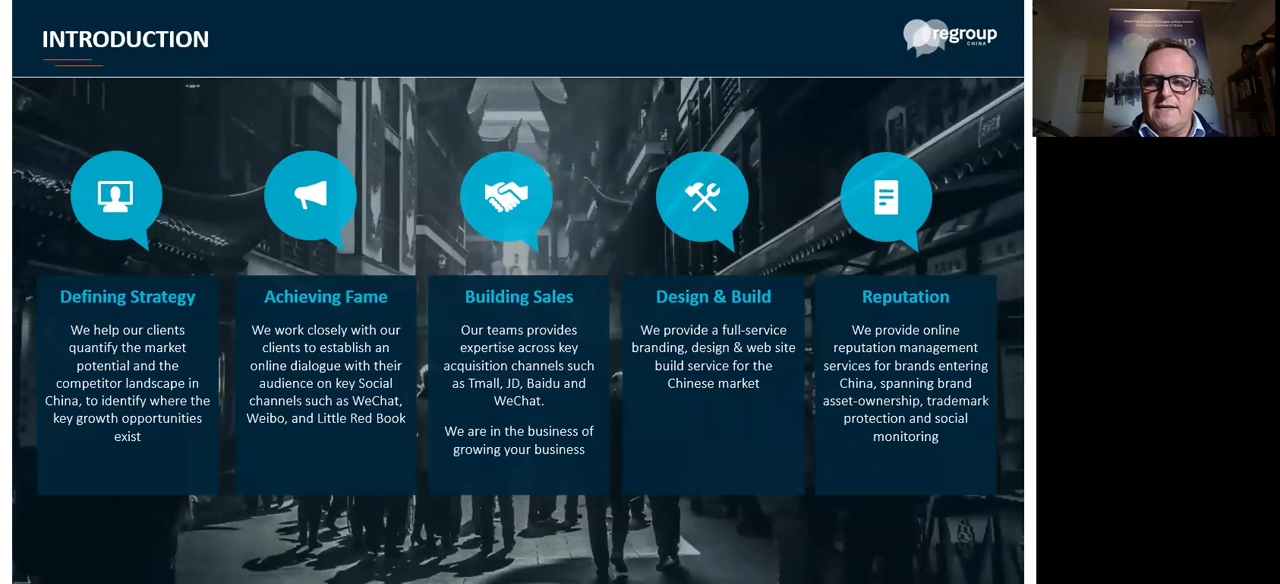 INTRODUCTION
regroup
CHINA
Defining Strategy
We help our clients
quantify the market
potential and the
competitor landscape in
China, to identify where the
key growth opportunities
exist
Achieving Fame
We work closely with our
clients to establish an
online dialogue with their
audience on key Social
channels such as WeChat,
Weibo, and Little Red Book
Building Sales
Our teams provides
expertise across key
acquisition channels such
as Tmall, JD, Baidu and
WeChat.
We are in the business of
growing your business
Design & Build
We provide a full-service
branding, design & web site
build service for the
Chinese market
Reputation
We provide online
reputation management
services for brands entering
China, spanning brand
asset-ownership, trademark
protection and social
monitoring